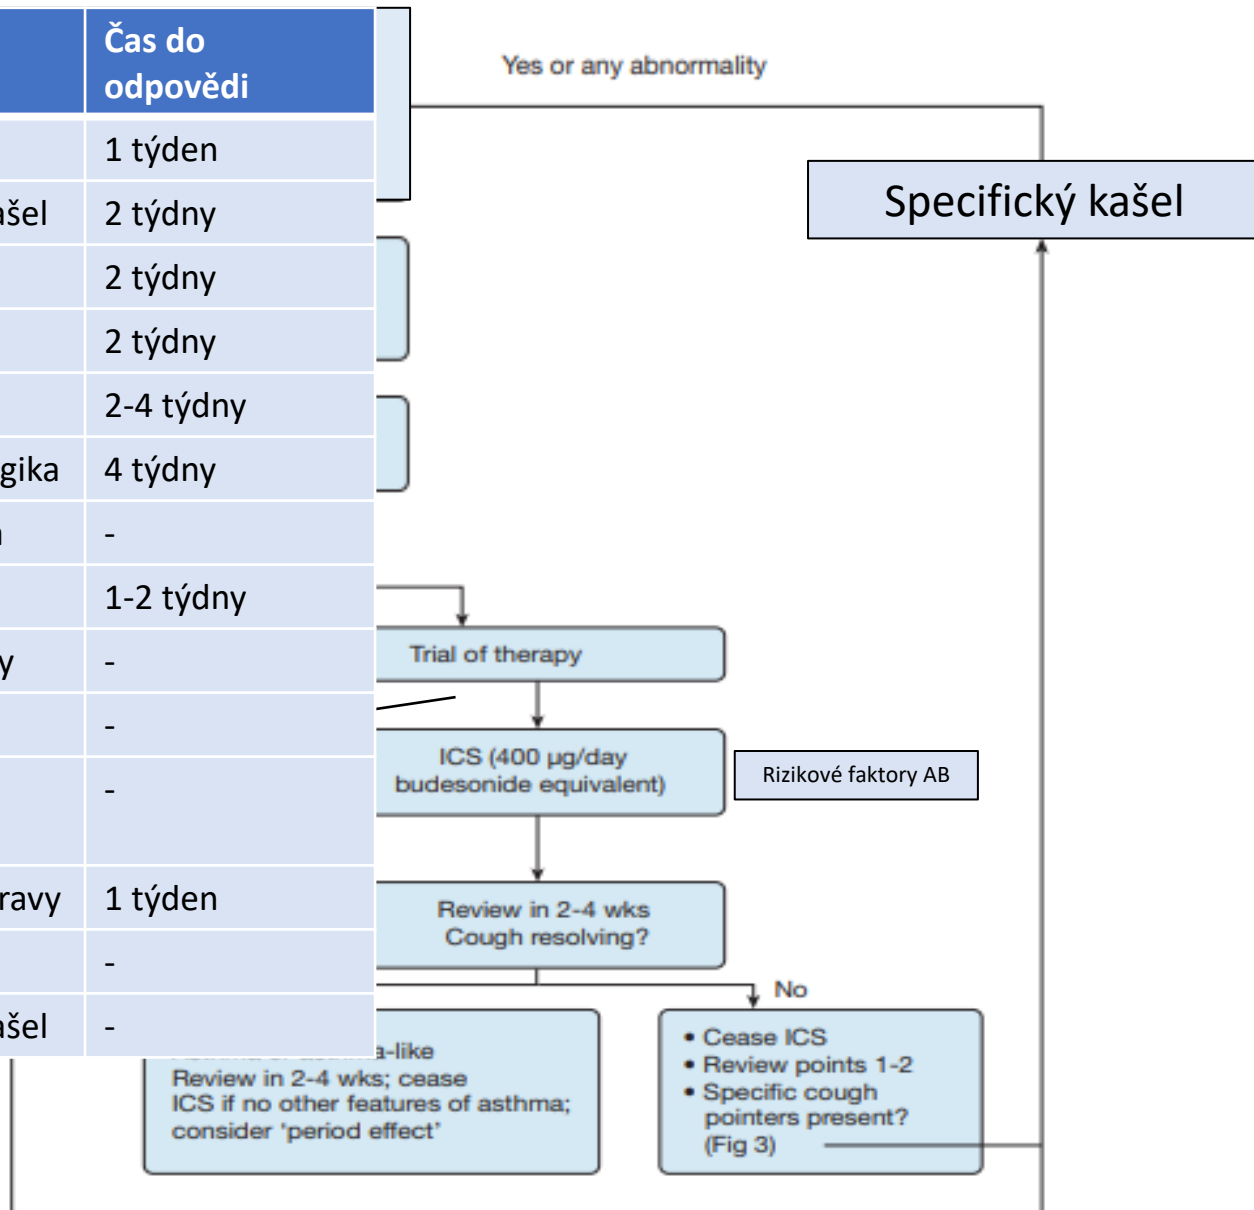 Čas do
odpovědi
1 týden
ašel 2 týdny
2 týdny
2 týdny
2-4 týdny
gika 4 týdny
-
1-2 týdny
y -
-
-
ravy 1 týden
-
ašel -
Yes or any abnormality
Specifický kašel
Trial of therapy
ICS (400 µg/day
budesonide equivalent)
Rizikové faktory AB
Review in 2-4 wks
Cough resolving?
No
a-like
Review in 2-4 wks; cease
ICS if no other features of asthma;
consider 'period effect'
• Cease ICS
• Review points 1-2
• Specific cough
pointers present?
(Fig 3)